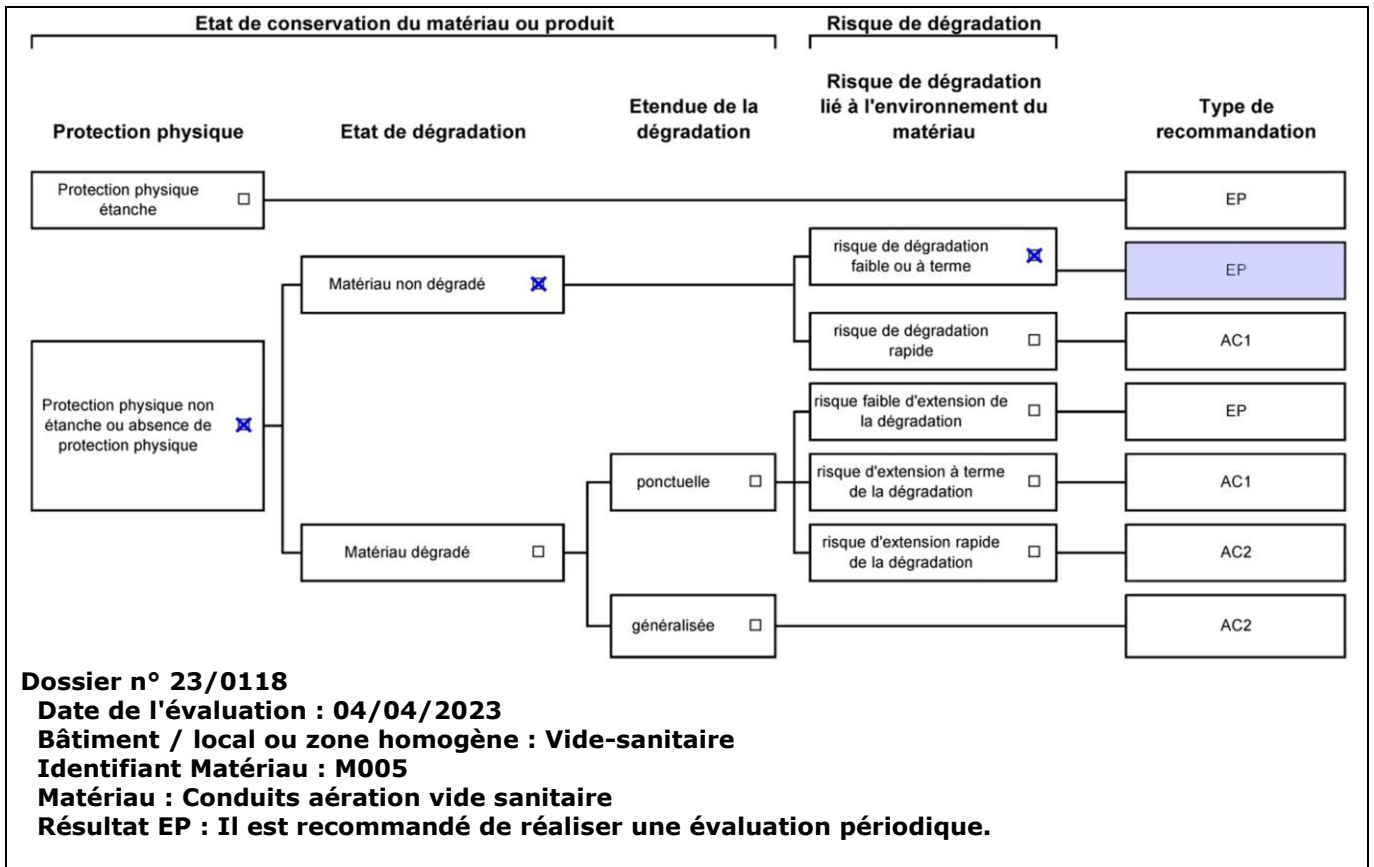 Etat de conservation du matériau ou produit
Risque de dégradation
Protection physique
Etat de dégradation
Etendue de la
dégradation
Risque de dégradation
lié à l'environnement du
matériau
Type de
recommandation
Protection physique
étanche
EP
risque de dégradation
faible ou à terme
EP
Matériau non dégradé
risque de dégradation
rapide
AC1
Protection physique non
étanche ou absence de
protection physique
risque faible d'extension de
la dégradation
EP
ponctuelle
risque d'extension à terme
de la dégradation
AC1
Matériau dégradé
risque d'extension rapide
de la dégradation
AC2
généralisée
AC2
Dossier n° 23/0118
Date de l'évaluation : 04/04/2023
Bâtiment / local ou zone homogène : Vide-sanitaire
Identifiant Matériau : M005
Matériau : Conduits aération vide sanitaire
Résultat EP : Il est recommandé de réaliser une évaluation périodique.